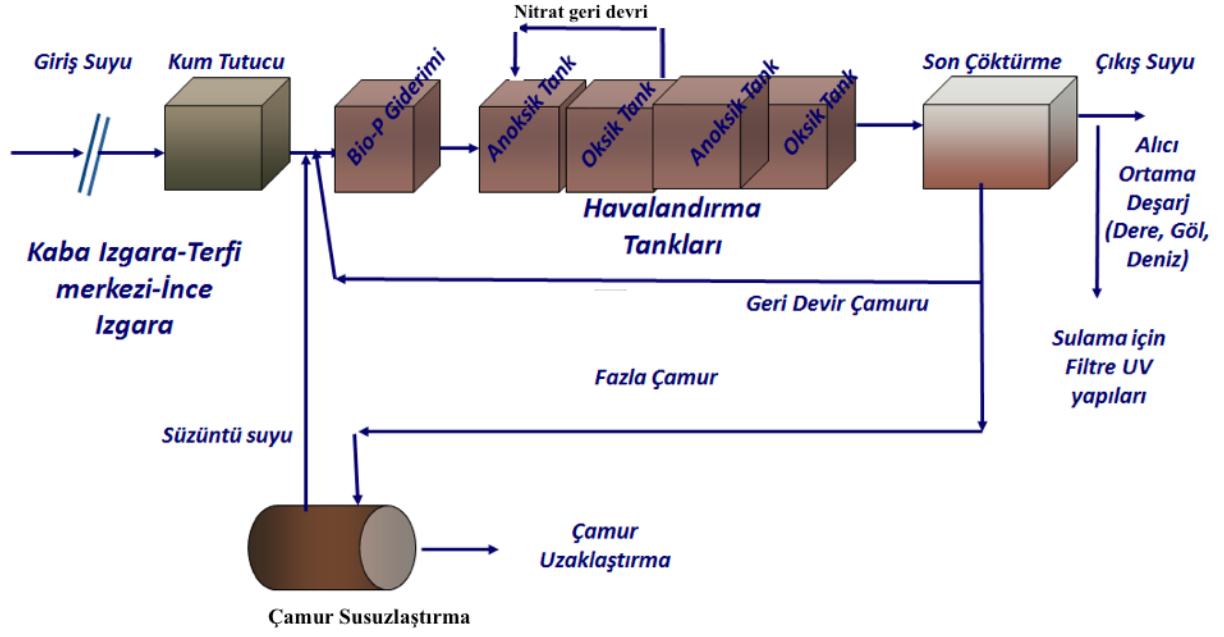 Nitrat geri devri
Giriş Suyu
Kum Tutucu
Son Çöktürme
Çıkış Suyu
Bio-P Giderimi
Anoksik Tank
Oksik Tank
Anoksik Tank
Oksik Tank
Havalandırma
Tankları
Alıcı
Ortama
Deşarj
(Dere, Göl,
Deniz)
Kaba Izgara-Terfi
merkezi-İnce
Izgara
Geri Devir Çamuru
Sulama için
Filtre UV
yapıları
Fazla Çamur
Süzüntü suyu
Çamur
Uzaklaştırma
Çamur Susuzlaştırma